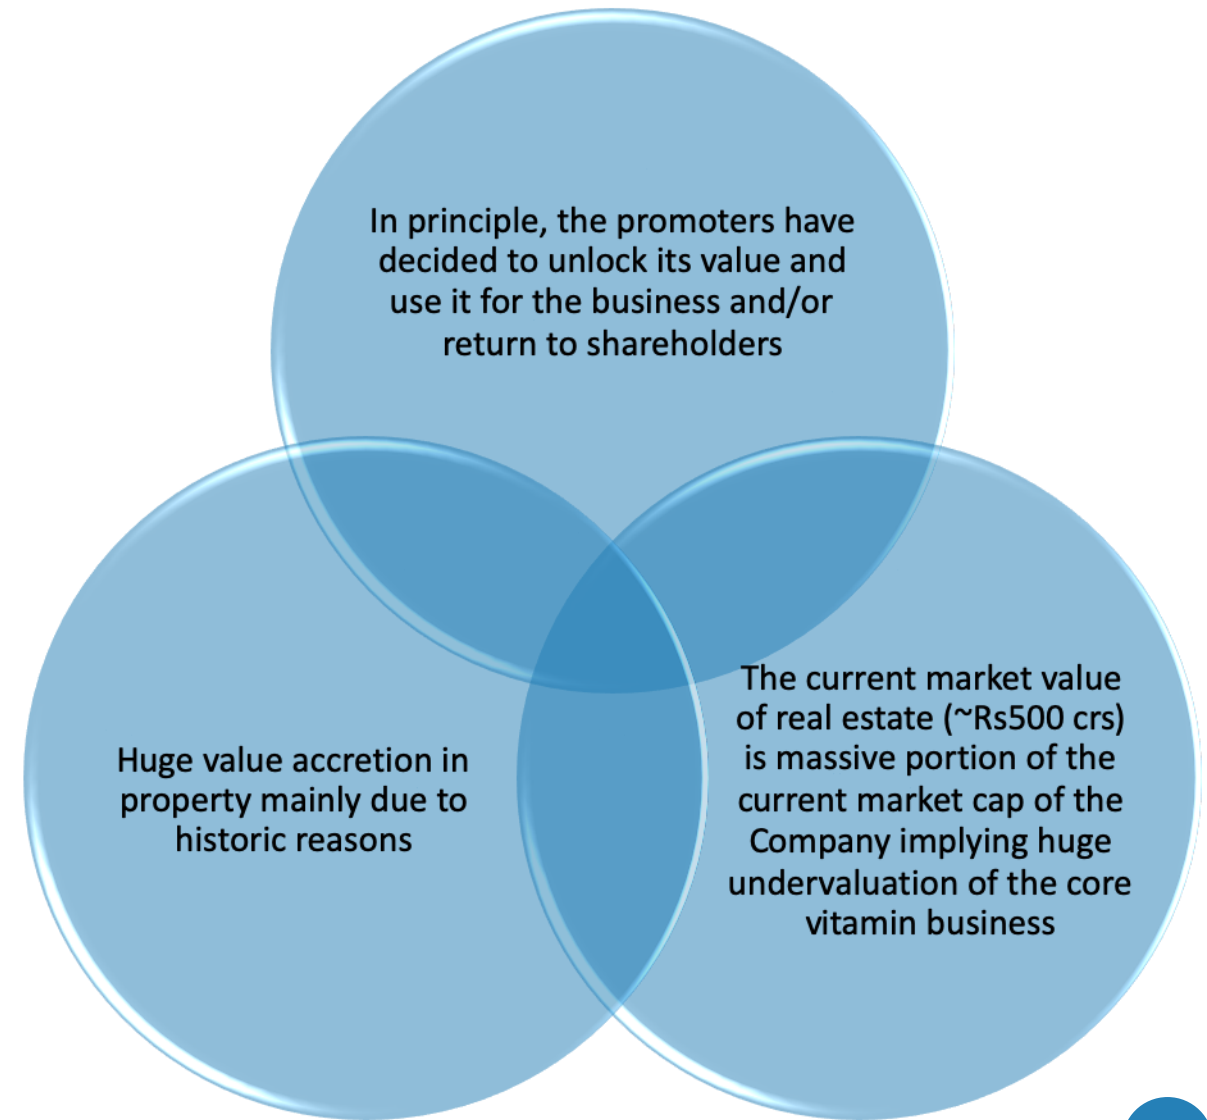 In principle, the promoters have
decided to unlock its value and
use it for the business and/or
return to shareholders
Huge value accretion in
property mainly due to
historic reasons
The current market value
of real estate (~Rs500 crs)
is massive portion of the
current market cap of the
Company implying huge
undervaluation of the core
vitamin business